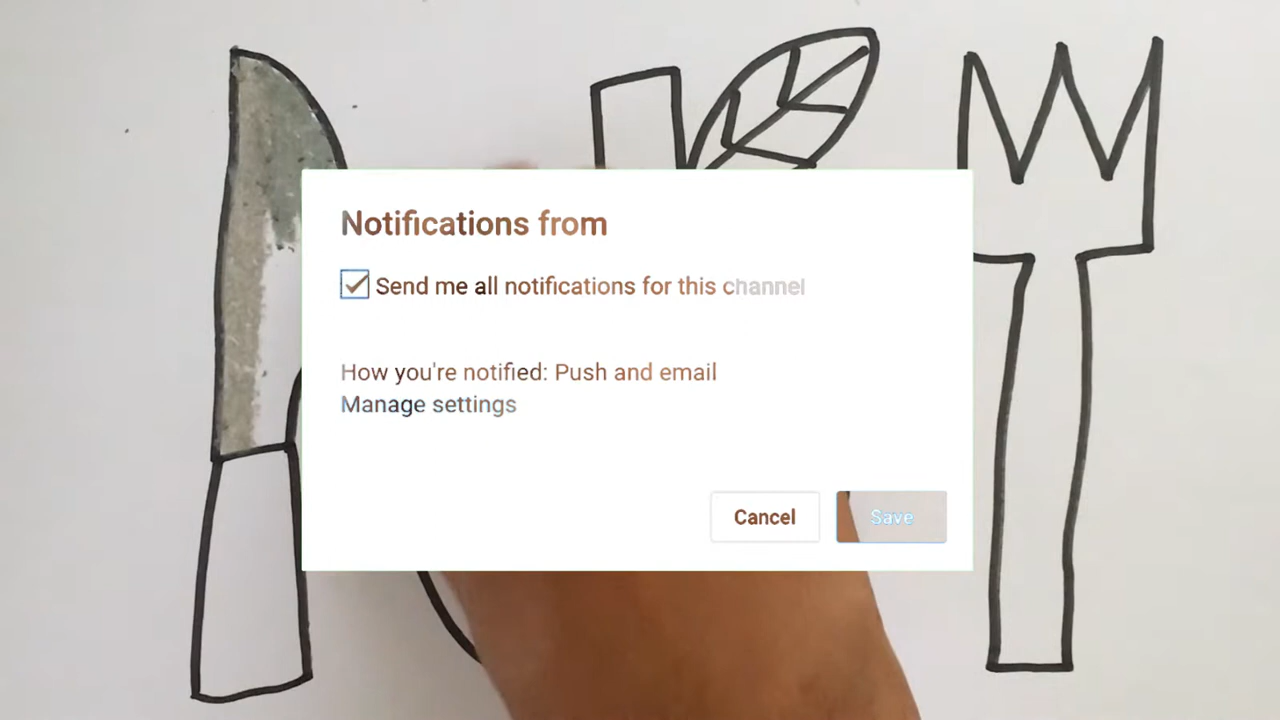 Notifications from
Send me all notifications for this channel
How you're notified: Push and email
Manage settings
Cancel
Save